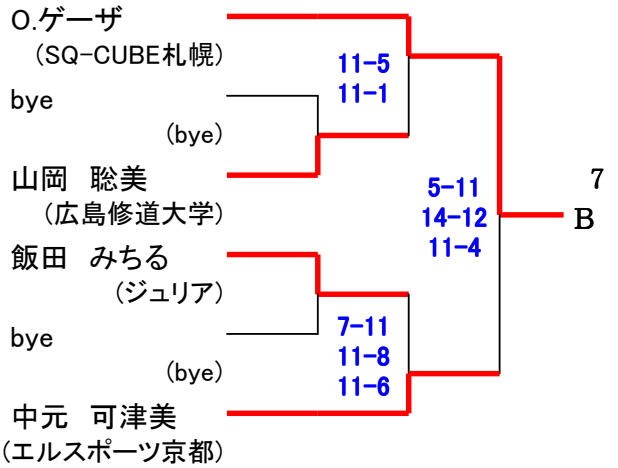 O.ゲーザ
(SQ-CUBE札幌)
11-5
11-1
bye
(bye)
山岡 聡美
(広島修道大学)
5-11
14-12
11-4
7
B
飯田 みちる
(ジュリア)
7-11
11-8
11-6
bye
(bye)
中元 可津美
(エルスポーツ京都)